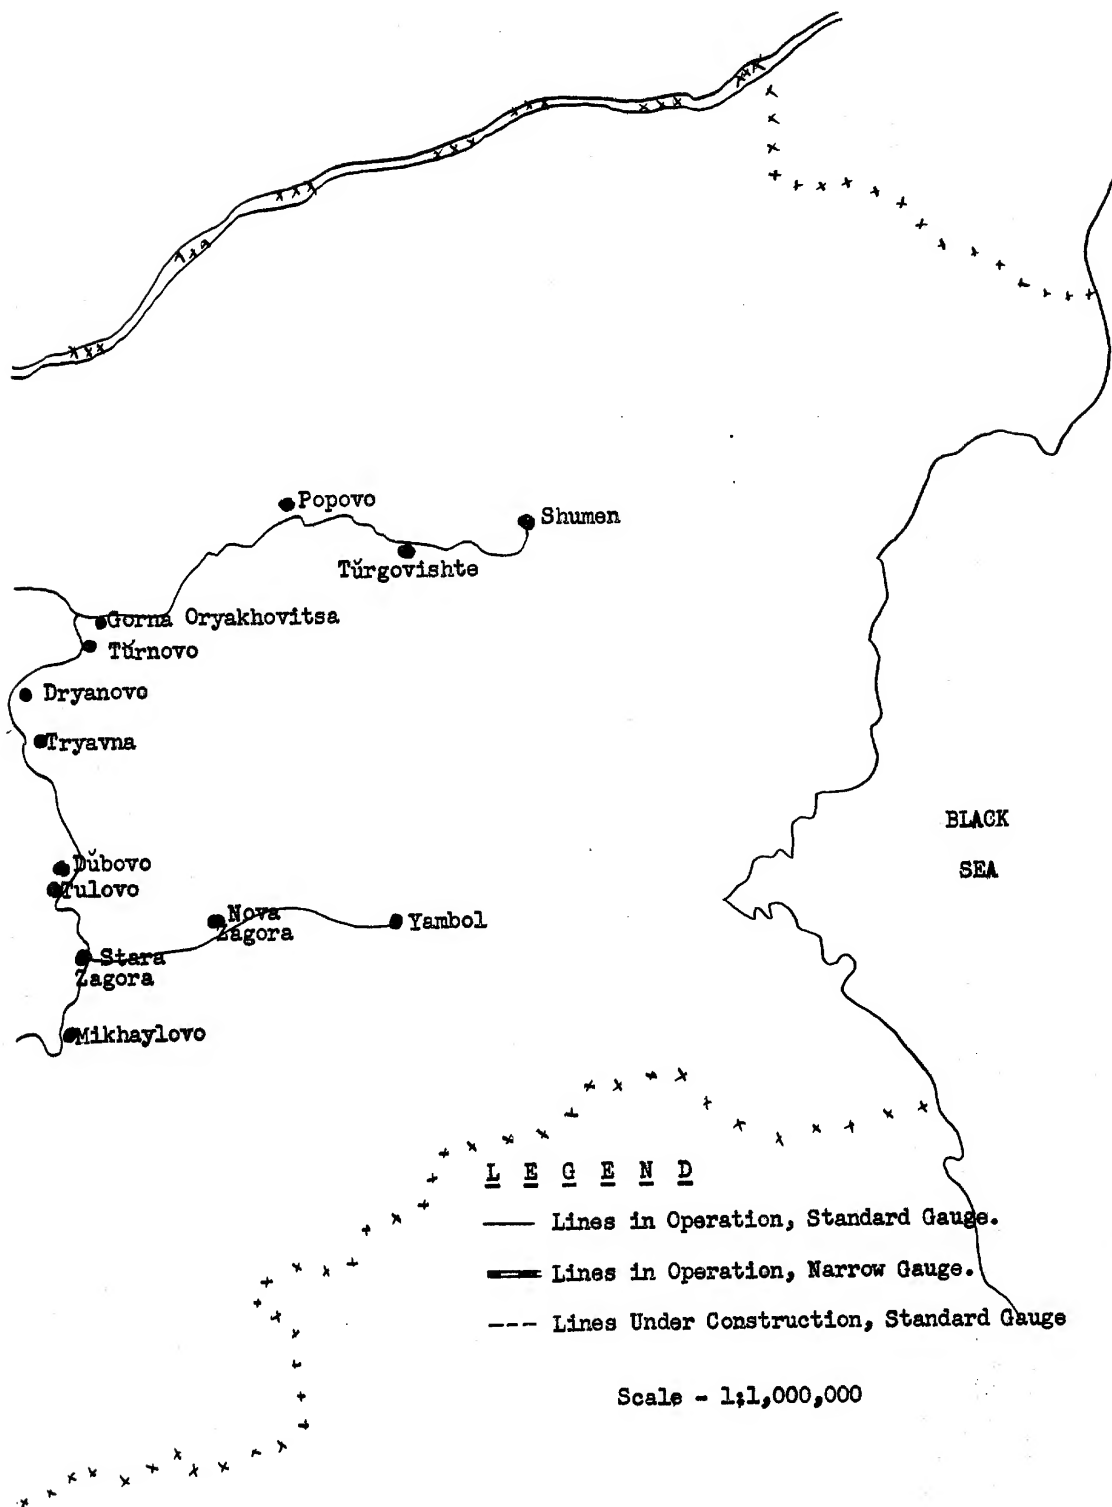 Popovo
Shumen
Tŭrgovishte
Gorna Oryakhovitsa
Tŭrnovo
Dryanovo
Tryavna
BLACK
SEA
Dŭbovo
Tulovo
Nova
Zagora
Yambol
Stara
Zagora
Mikhaylovo
LEGEND
Lines in Operation, Standard Gauge.
Lines in Operation, Narrow Gauge.
Lines Under Construction, Standard Gauge
Scale - 1:1,000,000